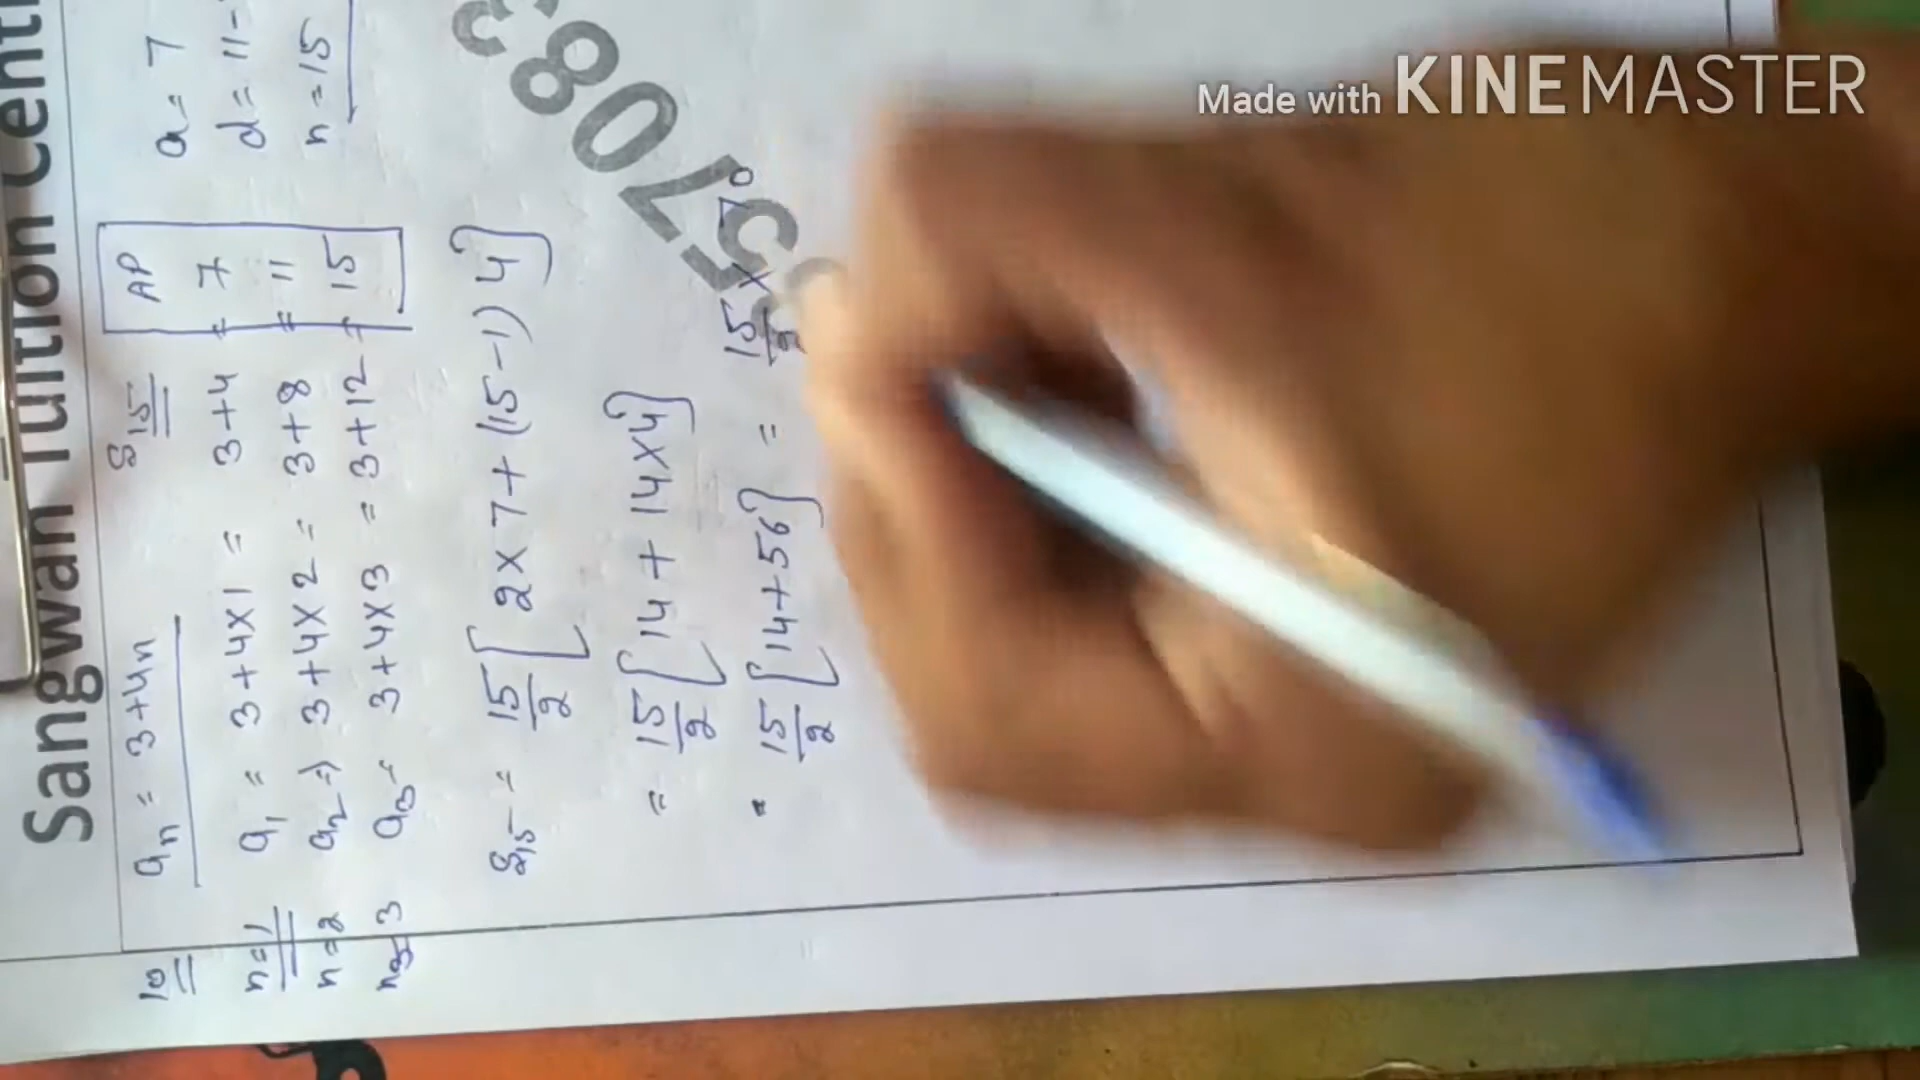 Made with KINEMASTER
Sangwan Tuition Cent
10 an = 3+4n S15 AP a = 7
n=1 a1 = 3+4×1 = 3+4 = 7 d = 11-
n=2 a2 ⇒ 3+4×2 = 3+8 = 11 n = 15
n=3 a3 = 3+4×3 = 3+12 = 15
S15 = 15/2 [2×7+(15-1)4]
= 15/2 [14+14×4]
= 15/2 [14+56] = 15/2 × 70
5708